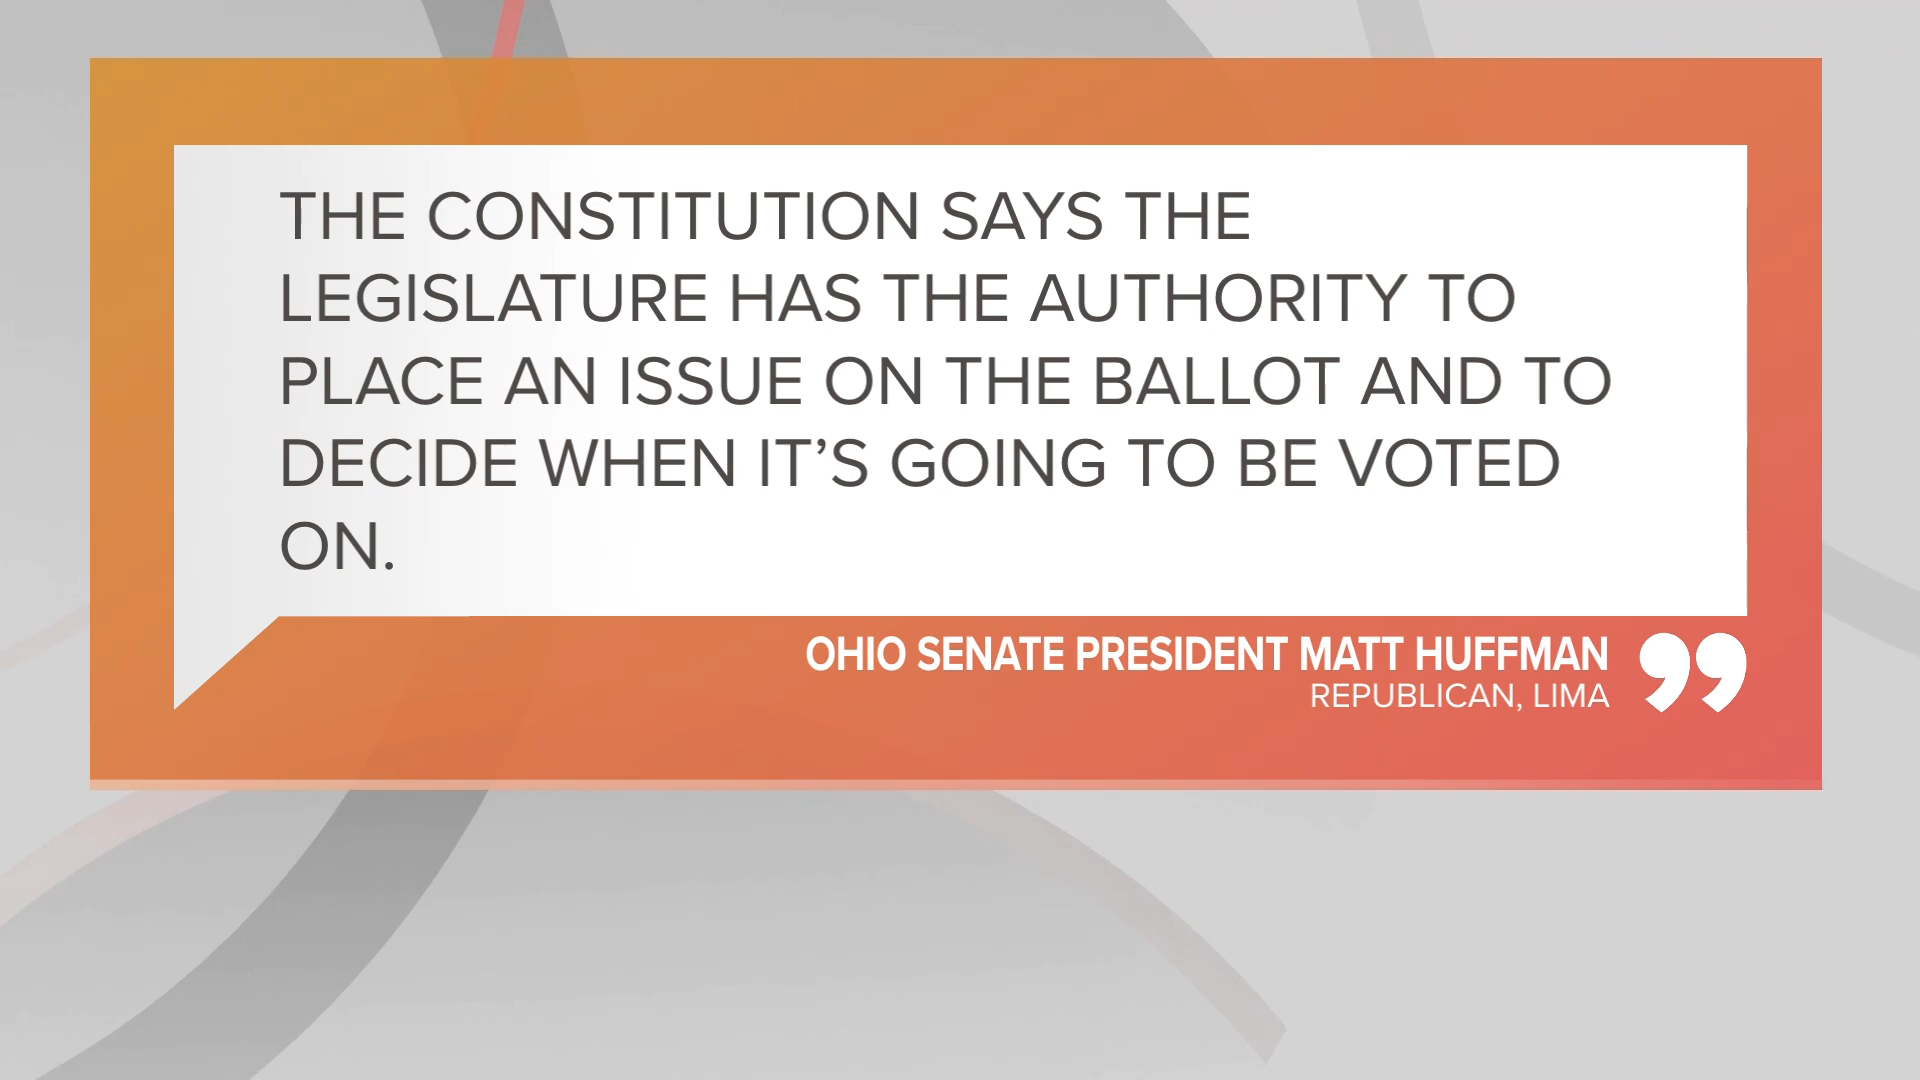 THE CONSTITUTION SAYS THE
LEGISLATURE HAS THE AUTHORITY TO
PLACE AN ISSUE ON THE BALLOT AND TO
DECIDE WHEN IT’S GOING TO BE VOTED
ON.
OHIO SENATE PRESIDENT MATT HUFFMAN
REPUBLICAN, LIMA
”